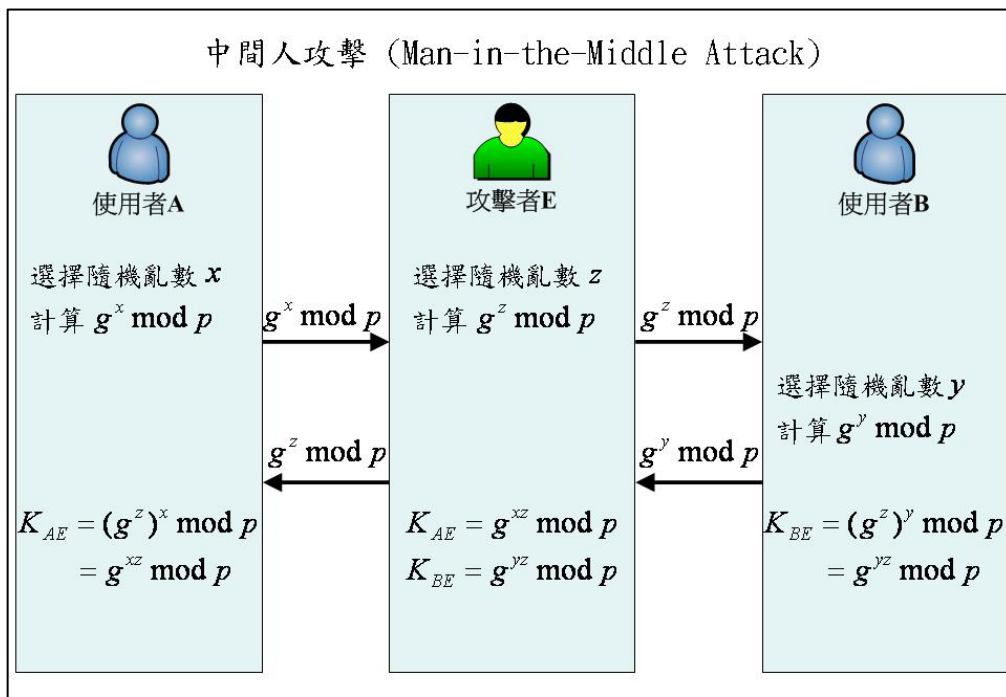 中間人攻擊 (Man-in-the-Middle Attack)
使用者A
選擇隨機亂數 x
計算 g^x mod p
g^x mod p
g^z mod p
K_AE = (g^z)^x mod p
= g^xz mod p
攻擊者E
選擇隨機亂數 z
計算 g^z mod p
K_AE = g^xz mod p
K_BE = g^yz mod p
g^z mod p
g^y mod p
使用者B
選擇隨機亂數 y
計算 g^y mod p
K_BE = (g^z)^y mod p
= g^yz mod p